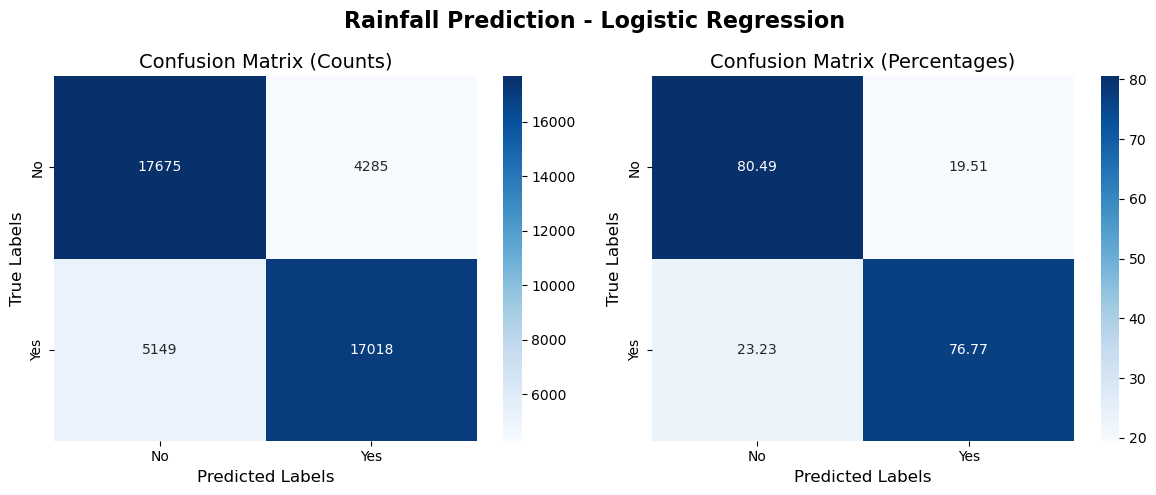 Rainfall Prediction - Logistic Regression
Confusion Matrix (Counts)
True Labels
No
Yes
17675 4285
5149 17018
No Yes
Predicted Labels
16000
14000
12000
10000
8000
6000
Confusion Matrix (Percentages)
True Labels
No
Yes
80.49 19.51
23.23 76.77
No Yes
Predicted Labels
80
70
60
50
40
30
20